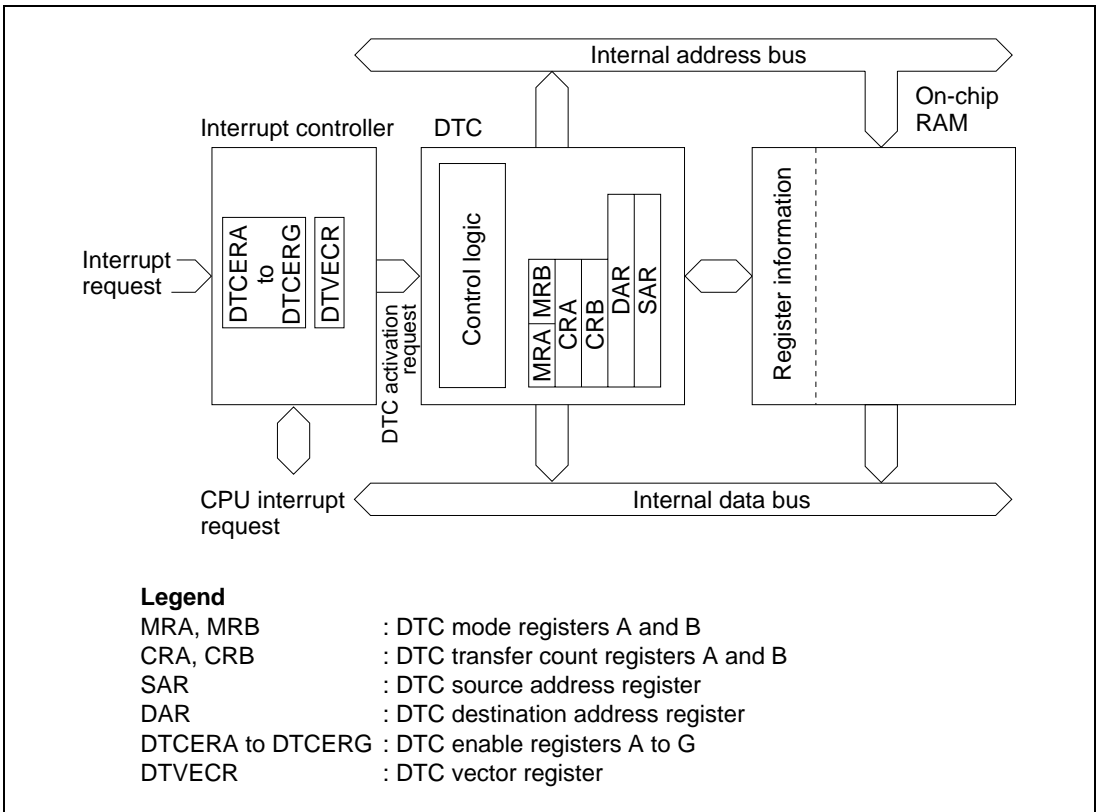 Internal address bus
On-chip
RAM
Interrupt controller
DTC
Interrupt
request
DTCERA
to
DTCERG
DTVECR
DTC activation
request
Control logic
MRA
MRB
CRA
CRB
DAR
SAR
Register information
CPU interrupt
request
Internal data bus
Legend
MRA, MRB : DTC mode registers A and B
CRA, CRB : DTC transfer count registers A and B
SAR : DTC source address register
DAR : DTC destination address register
DTCERA to DTCERG : DTC enable registers A to G
DTVECR : DTC vector register